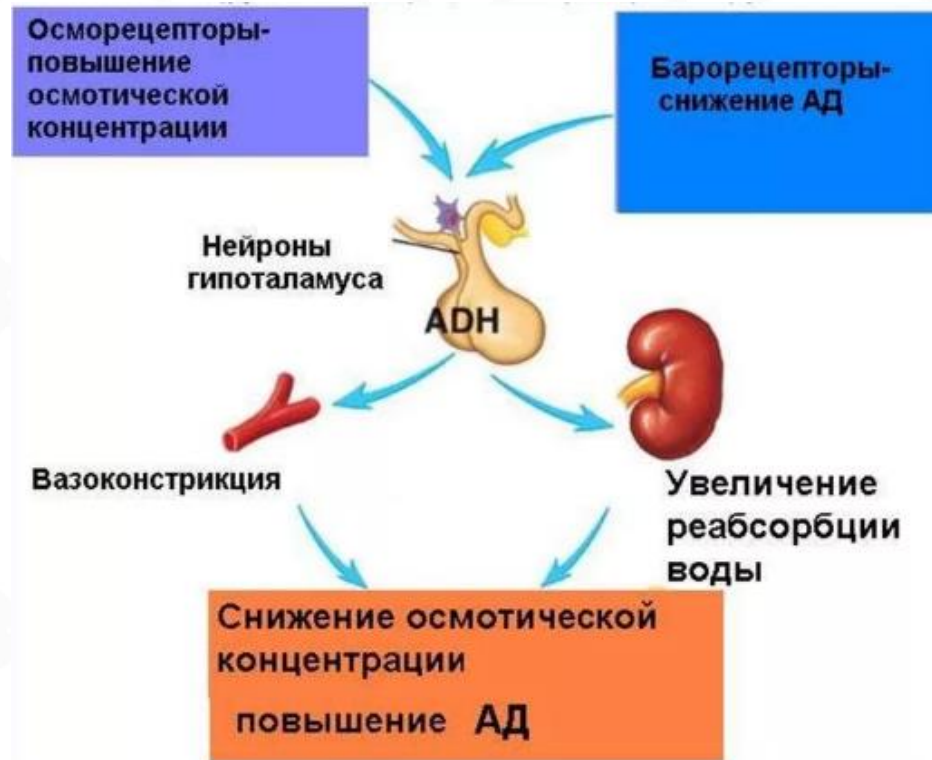 Осморецепторы-
повышение
осмотической
концентрации
Барорецепторы-
снижение АД
Нейроны
гипоталамуса
ADH
Вазоконстрикция
Увеличение
реабсорбции
воды
Снижение осмотической
концентрации
повышение АД